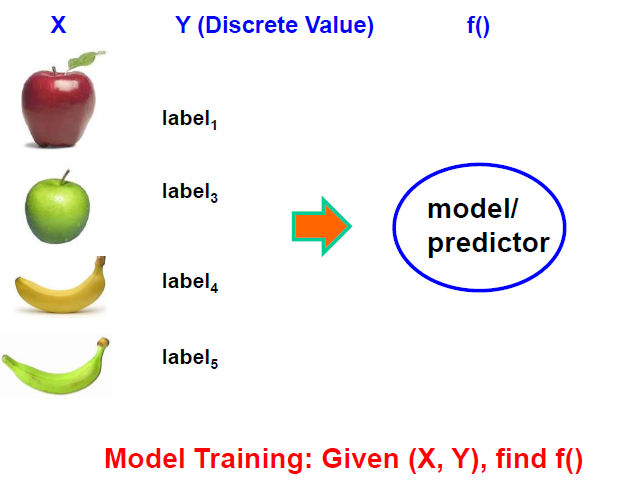 X Y (Discrete Value) f()
label₁
label₃
model/
predictor
label₄
label₅
Model Training: Given (X, Y), find f()